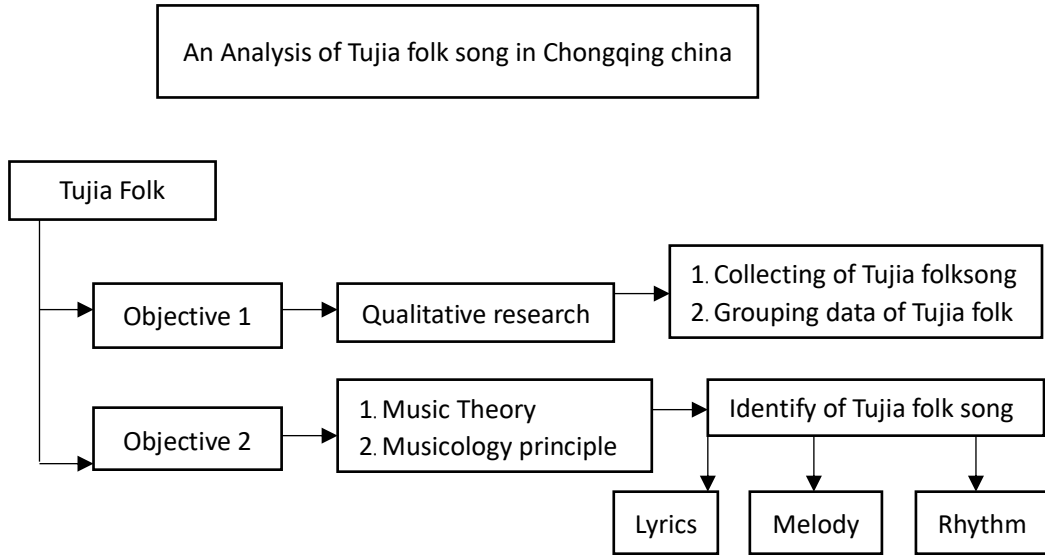 An Analysis of Tujia folk song in Chongqing china
Tujia Folk
Objective 1
Qualitative research
1. Collecting of Tujia folksong
2. Grouping data of Tujia folk
Objective 2
1. Music Theory
2. Musicology principle
Identify of Tujia folk song
Lyrics
Melody
Rhythm